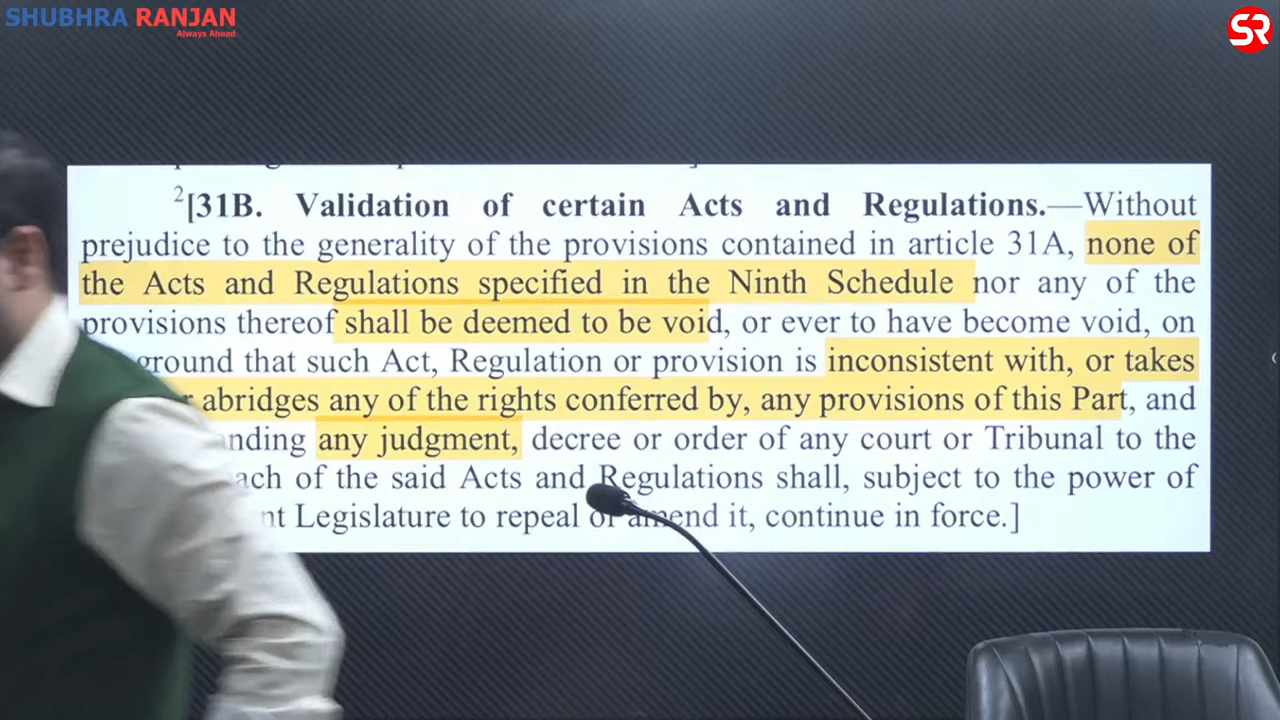 SHUBHRA RANJAN
Always Ahead
SR
2[31B. Validation of certain Acts and Regulations.—Without
prejudice to the generality of the provisions contained in article 31A, none of
the Acts and Regulations specified in the Ninth Schedule nor any of the
provisions thereof shall be deemed to be void, or ever to have become void, on
ground that such Act, Regulation or provision is inconsistent with, or takes
abridges any of the rights conferred by, any provisions of this Part, and
any judgment, decree or order of any court or Tribunal to the
of the said Acts and Regulations shall, subject to the power of
Legislature to repeal or amend it, continue in force.]